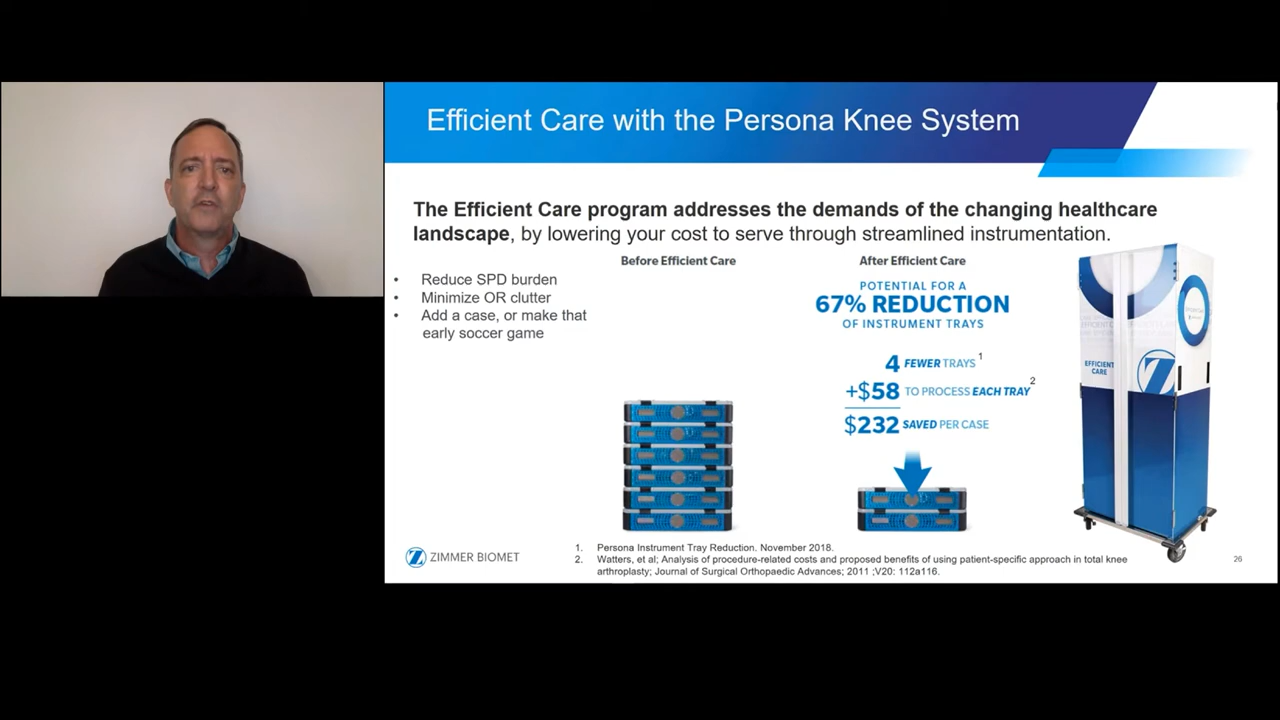 Efficient Care with the Persona Knee System
The Efficient Care program addresses the demands of the changing healthcare
landscape, by lowering your cost to serve through streamlined instrumentation.
• Reduce SPD burden
• Minimize OR clutter
• Add a case, or make that
early soccer game
Before Efficient Care
After Efficient Care
POTENTIAL FOR A
67% REDUCTION
OF INSTRUMENT TRAYS
4 FEWER TRAYS 1
+$58 TO PROCESS EACH TRAY 2
$232 SAVED PER CASE
EFFICIENT
CARE
Z
ZIMMER BIOMET
1. Persona Instrument Tray Reduction. November 2018.
2. Watters, et al; Analysis of procedure-related costs and proposed benefits of using patient-specific approach in total knee
arthroplasty; Journal of Surgical Orthopaedic Advances; 2011 ;V20: 112a116.
26